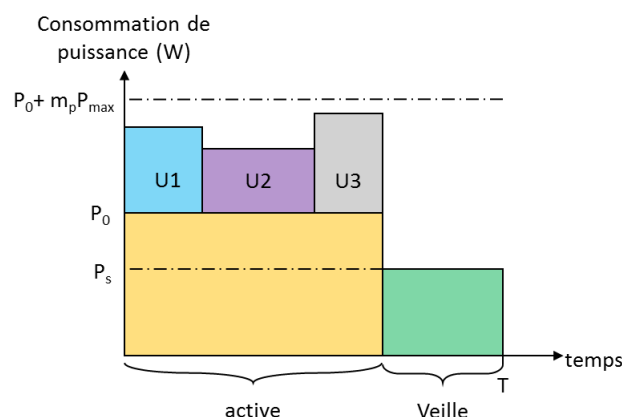 Consommation de
puissance (W)
P₀+ mₚPₘₐₓ
U1 U2 U3
P₀
Pₛ
temps
T
active Veille